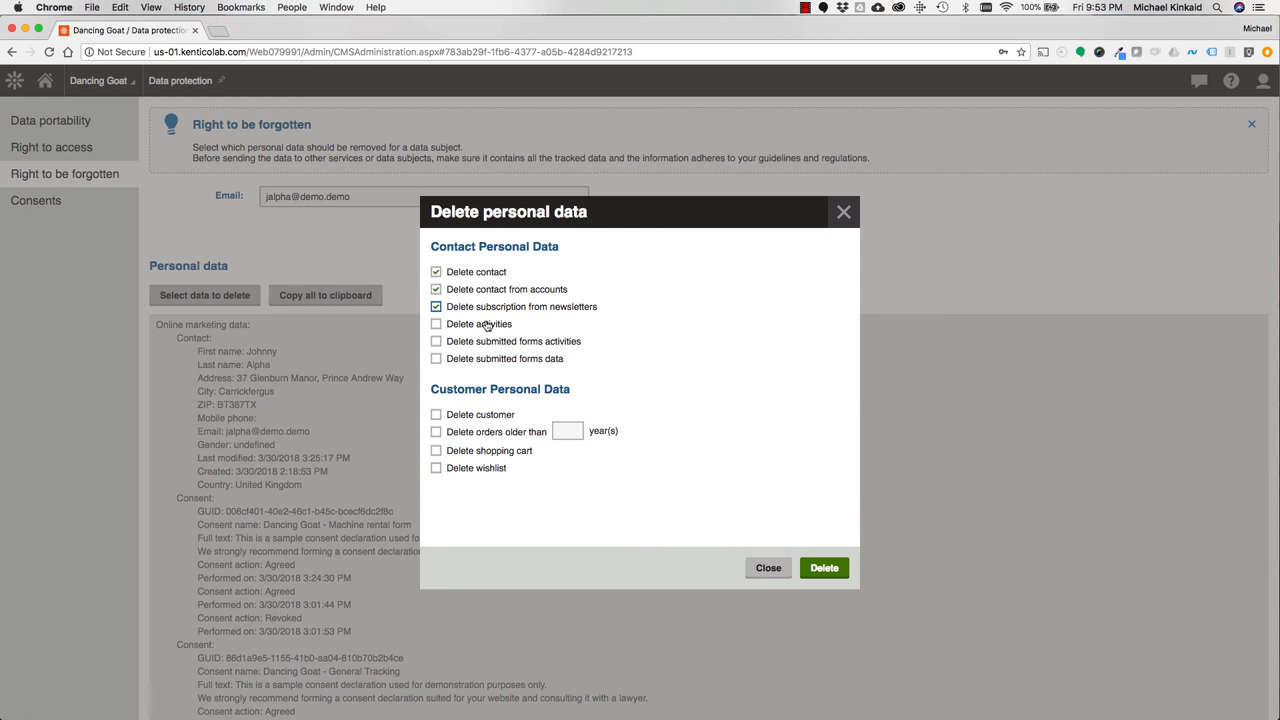 Chrome File Edit View History Bookmarks People Window Help 100% Fri 9:53 PM Michael Kinkaid
Dancing Goat / Data protection × Michael
Not Secure us-01.kenticolab.com/Web079991/Admin/CMSAdministration.aspx#783ab29f-1fb6-4377-a05b-4284d9217213
Dancing Goat Data protection
Data portability
Right to access
Right to be forgotten
Consents
Right to be forgotten
Select which personal data should be removed for a data subject.
Before sending the data to other services or data subjects, make sure it contains all the tracked data and the information adheres to your guidelines and regulations.
Email: jalpha@demo.demo
Personal data
Select data to delete Copy all to clipboard
Online marketing data:
Contact:
First name: Johnny
Last name: Alpha
Address: 37 Glenburn Manor, Prince Andrew Way
City: Carrickfergus
ZIP: BT387TX
Mobile phone:
Email: jalpha@demo.demo
Gender: undefined
Last modified: 3/30/2018 3:25:17 PM
Created: 3/30/2018 2:18:53 PM
Country: United Kingdom
Consent:
GUID: 006cf401-40e2-46c1-b45c-bcecf6dc2f8c
Consent name: Dancing Goat - Machine rental form
Full text: This is a sample consent declaration used
We strongly recommend forming a consent declaration
Consent action: Agreed
Performed on: 3/30/2018 3:24:30 PM
Consent action: Agreed
Performed on: 3/30/2018 3:01:44 PM
Consent action: Revoked
Performed on: 3/30/2018 3:01:53 PM
Consent:
GUID: 86d1a9e5-1155-41b0-aa04-810b70b2b4ce
Consent name: Dancing Goat - General Tracking
Full text: This is a sample consent declaration used for demonstration purposes only.
We strongly recommend forming a consent declaration suited for your website and consulting it with a lawyer.
Consent action: Agreed
Delete personal data
Contact Personal Data
Delete contact
Delete contact from accounts
Delete subscription from newsletters
Delete activities
Delete submitted forms activities
Delete submitted forms data
Customer Personal Data
Delete customer
Delete orders older than year(s)
Delete shopping cart
Delete wishlist
Close Delete